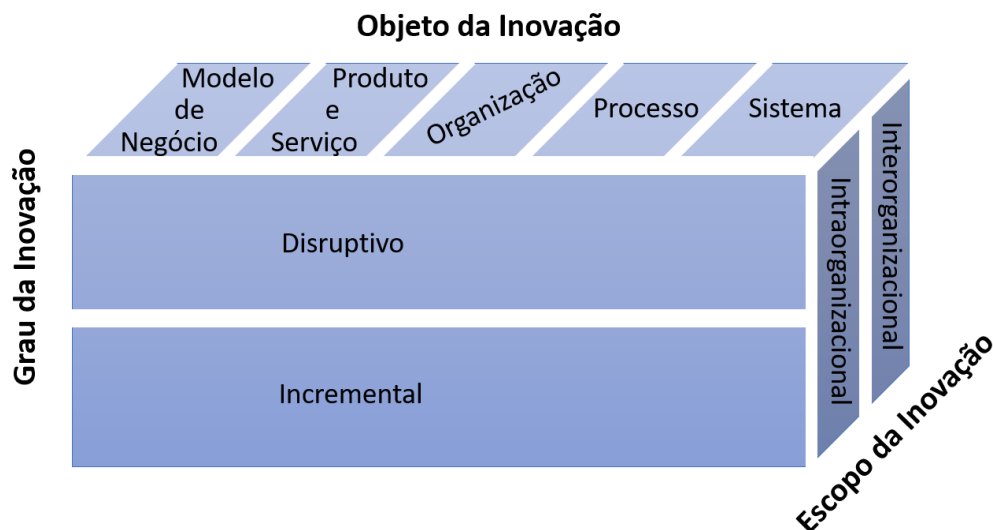 Objeto da Inovação
Modelo
de
Negócio
Produto
e
Serviço
Organização
Processo
Sistema
Grau da Inovação
Disruptivo
Incremental
Intraorganizacional
Interorganizacional
Escopo da Inovação